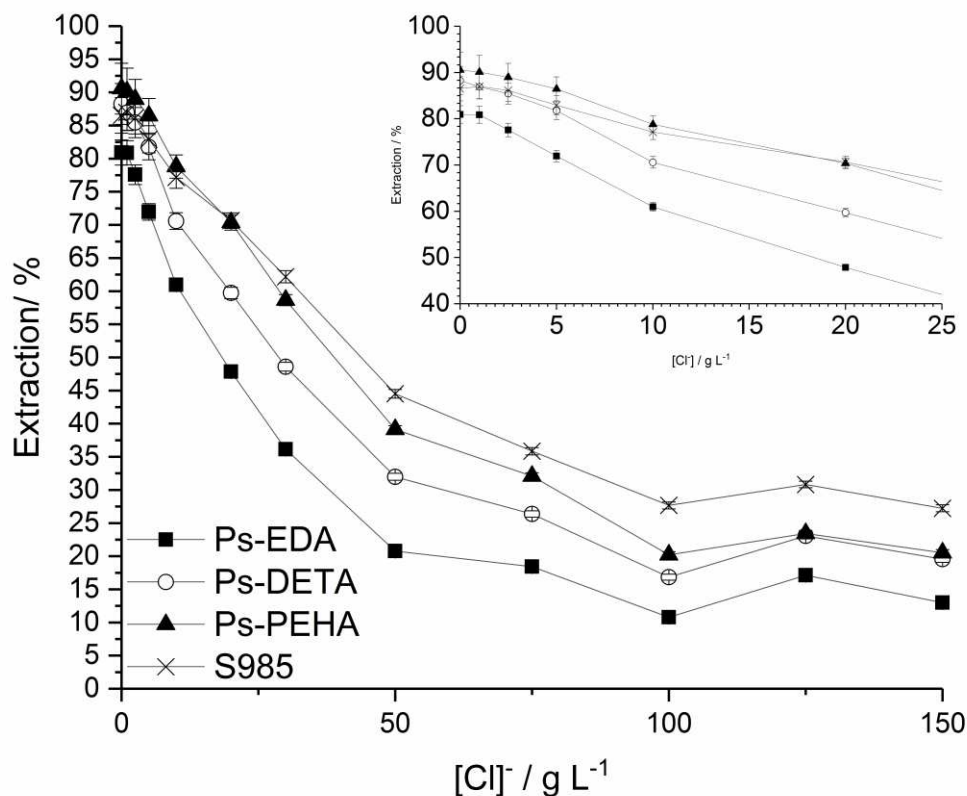 100
95
90
85
80
75
70
65
60
55
50
45
40
35
30
25
20
15
10
5
0
Extraction/ %
0 50 100 150
[Cl]⁻ / g L⁻¹
Ps-EDA
Ps-DETA
Ps-PEHA
S985
100
90
80
70
60
50
40
Extraction / %
0 5 10 15 20 25
[Cl⁻] / g L⁻¹